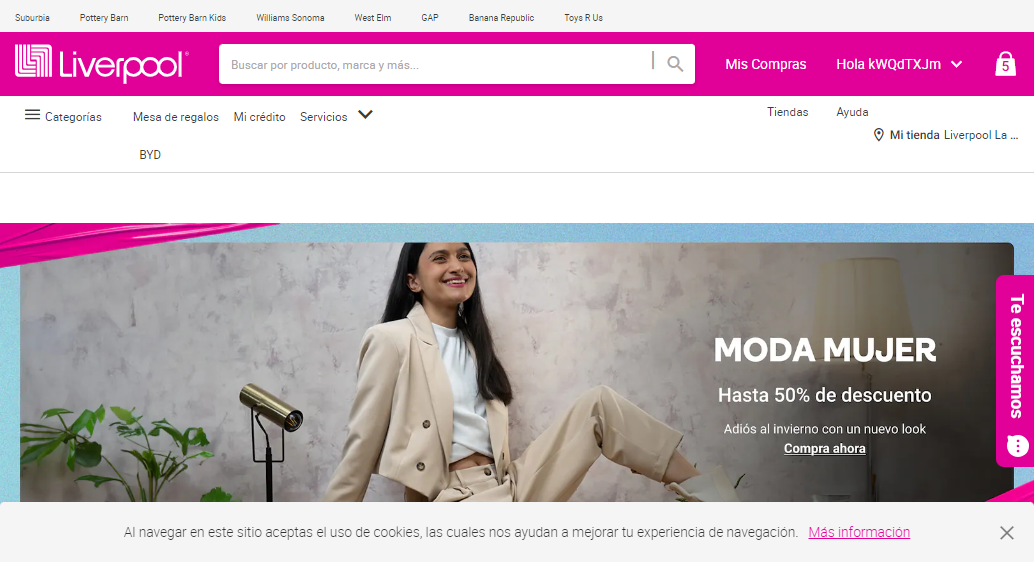 Suburbia Pottery Barn Pottery Barn Kids Williams Sonoma West Elm GAP Banana Republic Toys R Us
Liverpool®
Buscar por producto, marca y más...
Mis Compras
Hola kWQdTXJm
5
Categorías
Mesa de regalos
Mi crédito
Servicios
Tiendas
Ayuda
Mi tienda Liverpool La ...
BYD
MODA MUJER
Hasta 50% de descuento
Adiós al invierno con un nuevo look
Compra ahora
Te escuchamos
Al navegar en este sitio aceptas el uso de cookies, las cuales nos ayudan a mejorar tu experiencia de navegación. Más información